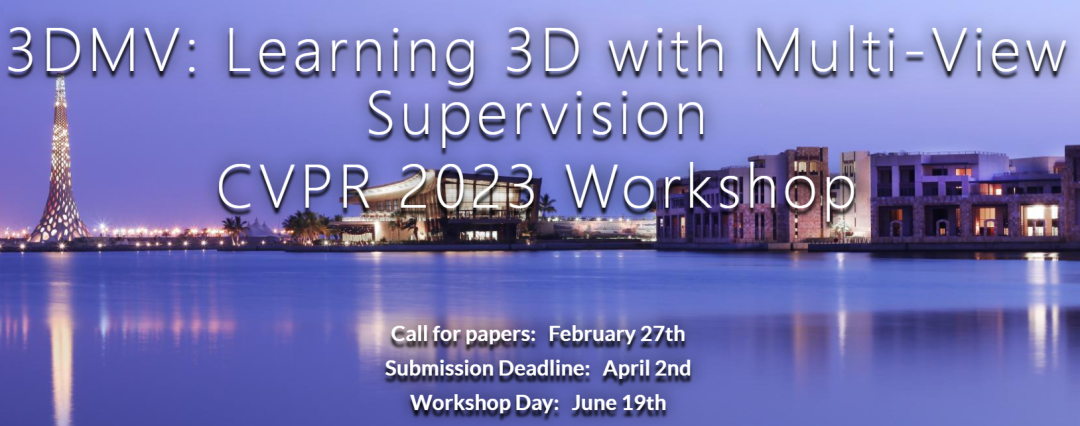 3DMV: Learning 3D with Multi-View
Supervision
CVPR 2023 Workshop
Call for papers: February 27th
Submission Deadline: April 2nd
Workshop Day: June 19th